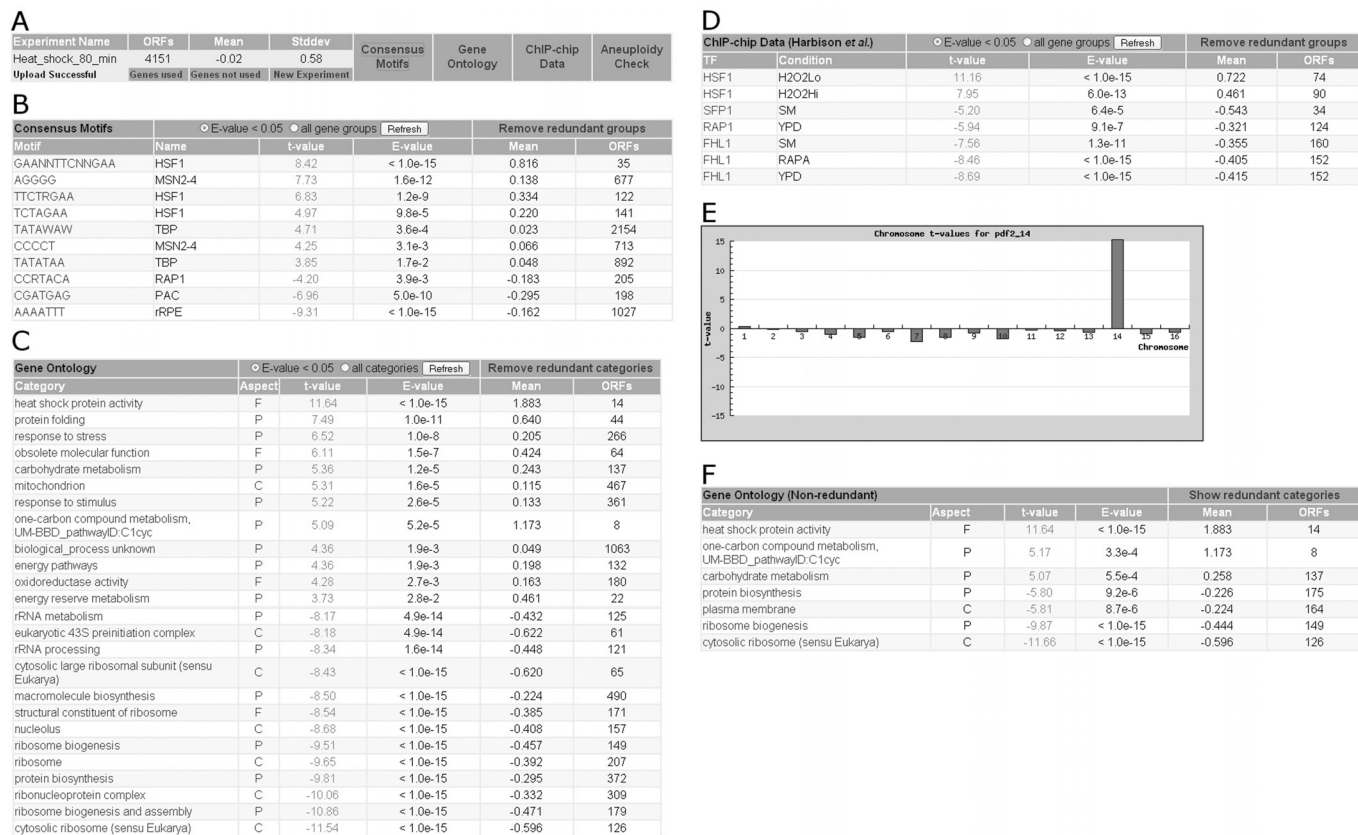 A
Experiment Name ORFs Mean Stddev Consensus Motifs Gene Ontology ChIP-chip Data Aneuploidy Check
Heat_shock_80_min 4151 -0.02 0.58
Upload Successful Genes used Genes not used New Experiment
B
Consensus Motifs E-value < 0.05 all gene groups Refresh Remove redundant groups
Motif Name t-value E-value Mean ORFs
GAANNTTCNNGAA HSF1 8.42 < 1.0e-15 0.816 35
AGGGG MSN2-4 7.73 1.6e-12 0.138 677
TTCTRGAA HSF1 6.83 1.2e-9 0.334 122
TCTAGAA HSF1 4.97 9.8e-5 0.220 141
TATAWAW TBP 4.71 3.6e-4 0.023 2154
CCCCT MSN2-4 4.25 3.1e-3 0.066 713
TATATAA TBP 3.85 1.7e-2 0.048 892
CCRTACA RAP1 -4.20 3.9e-3 -0.183 205
CGATGAG PAC -6.96 5.0e-10 -0.295 198
AAAATTT rRPE -9.31 < 1.0e-15 -0.162 1027
C
Gene Ontology E-value < 0.05 all categories Refresh Remove redundant categories
Category Aspect t-value E-value Mean ORFs
heat shock protein activity F 11.64 < 1.0e-15 1.883 14
protein folding P 7.49 1.0e-11 0.640 44
response to stress P 6.52 1.0e-8 0.205 266
obsolete molecular function F 6.11 1.5e-7 0.424 64
carbohydrate metabolism P 5.36 1.2e-5 0.243 137
mitochondrion C 5.31 1.6e-5 0.115 467
response to stimulus P 5.22 2.6e-5 0.133 361
one-carbon compound metabolism,
UM-BBD_pathwayID:C1cyc P 5.09 5.2e-5 1.173 8
biological_process unknown P 4.36 1.9e-3 0.049 1063
energy pathways P 4.36 1.9e-3 0.198 132
oxidoreductase activity F 4.28 2.7e-3 0.163 180
energy reserve metabolism P 3.73 2.8e-2 0.461 22
rRNA metabolism P -8.17 4.9e-14 -0.432 125
eukaryotic 43S preinitiation complex C -8.18 4.9e-14 -0.622 61
rRNA processing P -8.34 1.6e-14 -0.448 121
cytosolic large ribosomal subunit (sensu
Eukarya) C -8.43 < 1.0e-15 -0.620 65
macromolecule biosynthesis P -8.50 < 1.0e-15 -0.224 490
structural constituent of ribosome F -8.54 < 1.0e-15 -0.385 171
nucleolus C -8.68 < 1.0e-15 -0.408 157
ribosome biogenesis P -9.51 < 1.0e-15 -0.457 149
ribosome C -9.65 < 1.0e-15 -0.392 207
protein biosynthesis P -9.81 < 1.0e-15 -0.295 372
ribonucleoprotein complex C -10.06 < 1.0e-15 -0.332 309
ribosome biogenesis and assembly P -10.86 < 1.0e-15 -0.471 179
cytosolic ribosome (sensu Eukarya) C -11.54 < 1.0e-15 -0.596 126
D
ChIP-chip Data (Harbison et al.) E-value < 0.05 all gene groups Refresh Remove redundant groups
TF Condition t-value E-value Mean ORFs
HSF1 H2O2Lo 11.16 < 1.0e-15 0.722 74
HSF1 H2O2Hi 7.95 6.0e-13 0.461 90
SFP1 SM -5.20 6.4e-5 -0.543 34
RAP1 YPD -5.94 9.1e-7 -0.321 124
FHL1 SM -7.56 1.3e-11 -0.355 160
FHL1 RAPA -8.46 < 1.0e-15 -0.405 152
FHL1 YPD -8.69 < 1.0e-15 -0.415 152
E
Chromosome t-values for pdf2_14
15
10
5
0
-5
-10
-15
t-value
1 2 3 4 5 6 7 8 9 10 11 12 13 14 15 16
Chromosome
F
Gene Ontology (Non-redundant) Show redundant categories
Category Aspect t-value E-value Mean ORFs
heat shock protein activity F 11.64 < 1.0e-15 1.883 14
one-carbon compound metabolism,
UM-BBD_pathwayID:C1cyc P 5.17 3.3e-4 1.173 8
carbohydrate metabolism P 5.07 5.5e-4 0.258 137
protein biosynthesis P -5.80 9.2e-6 -0.226 175
plasma membrane C -5.81 8.7e-6 -0.224 164
ribosome biogenesis P -9.87 < 1.0e-15 -0.444 149
cytosolic ribosome (sensu Eukarya) C -11.66 < 1.0e-15 -0.596 126